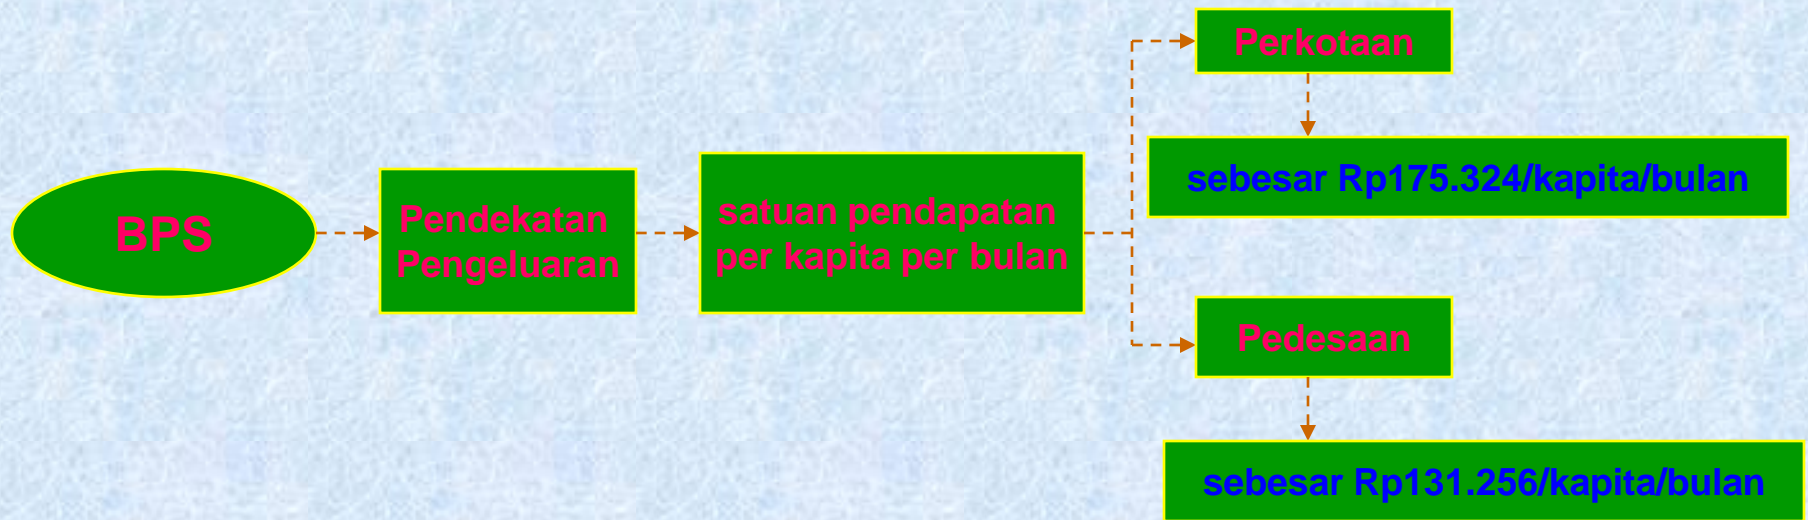 BPS
Pendekatan
Pengeluaran
satuan pendapatan
per kapita per bulan
Perkotaan
sebesar Rp175.324/kapita/bulan
Pedesaan
sebesar Rp131.256/kapita/bulan